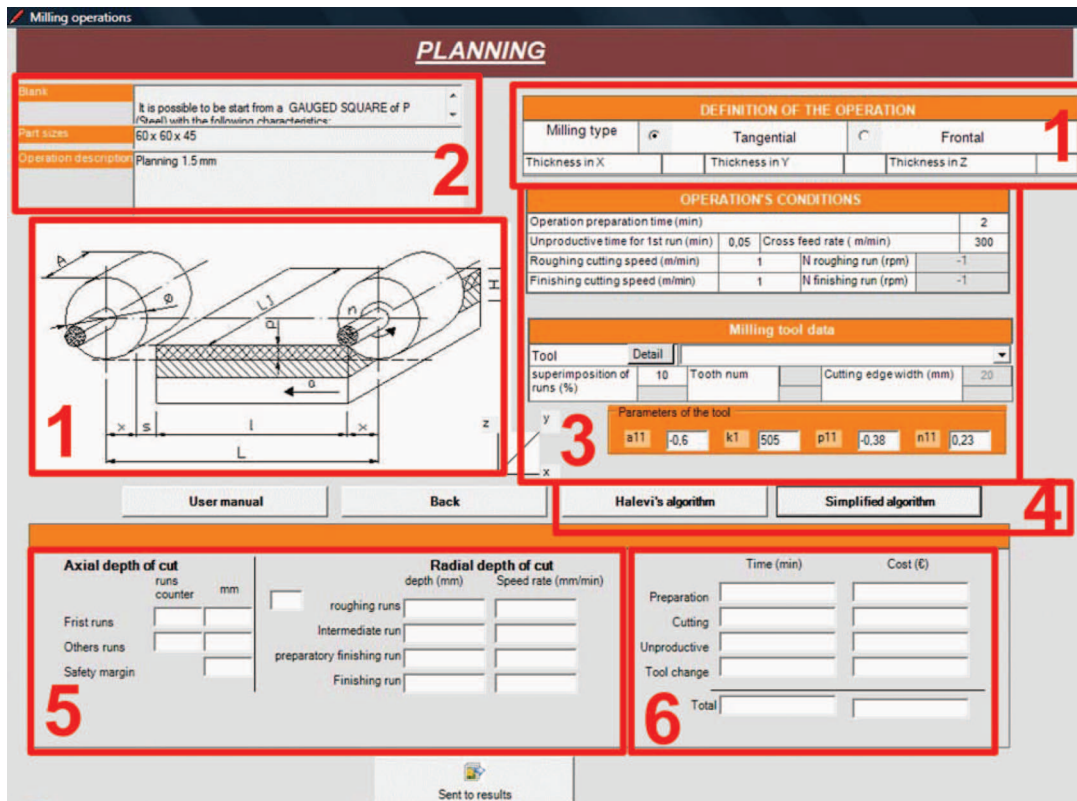 Milling operations
PLANNING
Blank
It is possible to be start from a GAUGED SQUARE of P
(Steel) with the following characteristics:
Part sizes
60 x 60 x 45
Operation description
Planning 1.5 mm
2
DEFINITION OF THE OPERATION
Milling type Tangential Frontal
Thickness in X Thickness in Y Thickness in Z
1
OPERATION'S CONDITIONS
Operation preparation time (min) 2
Unproductive time for 1st run (min) 0,05 Cross feed rate ( m/min) 300
Roughing cutting speed (m/min) 1 N roughing run (rpm) -1
Finishing cutting speed (m/min) 1 N finishing run (rpm) -1
Milling tool data
Tool Detail
superimposition of
runs (%) 10 Tooth num Cutting edge width (mm) 20
Parameters of the tool
a11 -0,6 k1 505 p11 -0,38 n11 0,23
3
A
Ø
L1
n
H
p
a
x s l x
L
z y x
1
User manual Back Halevi's algorithm Simplified algorithm
4
Axial depth of cut
runs
counter mm
Frist runs
Others runs
Safety margin
Radial depth of cut
depth (mm) Speed rate (mm/min)
roughing runs
Intermediate run
preparatory finishing run
Finishing run
5
Time (min) Cost (€)
Preparation
Cutting
Unproductive
Tool change
Total
6
Sent to results